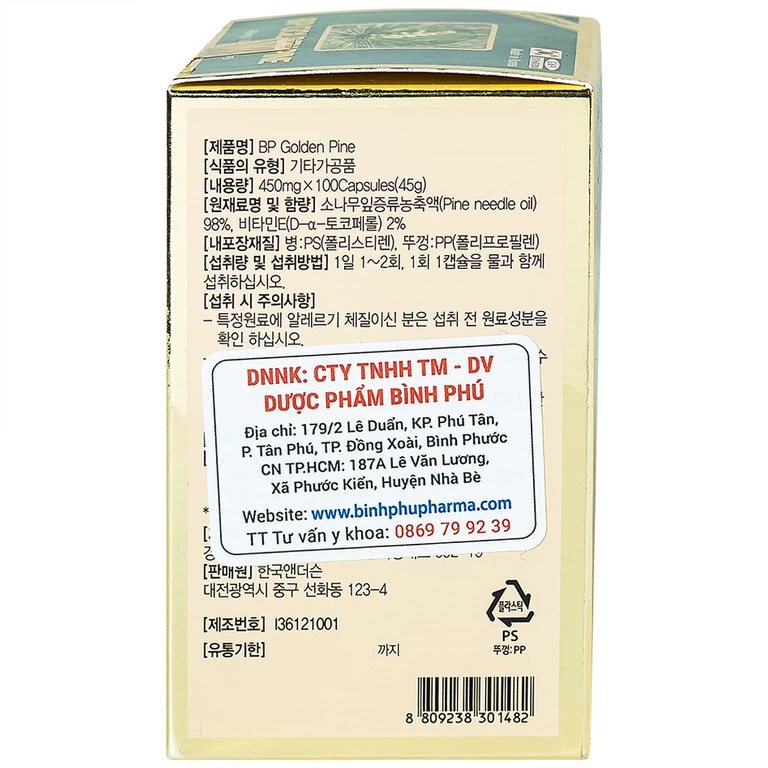 [제품명] BP Golden Pine
[식품의 유형] 기타가공품
[내용량] 450mg×100Capsules(45g)
[원재료명 및 함량] 소나무잎증류농축액(Pine needle oil)
98%, 비타민E(D-α-토코페롤) 2%
[내포장재질] 병:PS(폴리스티렌), 뚜껑:PP(폴리프로필렌)
[섭취량 및 섭취방법] 1일 1~2회, 1회 1캡슐을 물과 함께
섭취하십시오.
[섭취 시 주의사항]
- 특정원료에 알레르기 체질이신 분은 섭취 전 원료성분을
확인 하십시오.
DNNK: CTY TNHH TM - DV
DƯỢC PHẨM BÌNH PHÚ
Địa chỉ: 179/2 Lê Duẩn, KP. Phú Tân,
P. Tân Phú, TP. Đồng Xoài, Bình Phước
CN TP.HCM: 187A Lê Văn Lương,
Xã Phước Kiển, Huyện Nhà Bè
Website: www.binhphupharma.com
TT Tư vấn y khoa: 0869 79 92 39
[판매원] 한국앤더슨
대전광역시 중구 선화동 123-4
[제조번호] I36121001
[유통기한] 까지
플라스틱
PS
뚜껑: PP
8 809238 301482